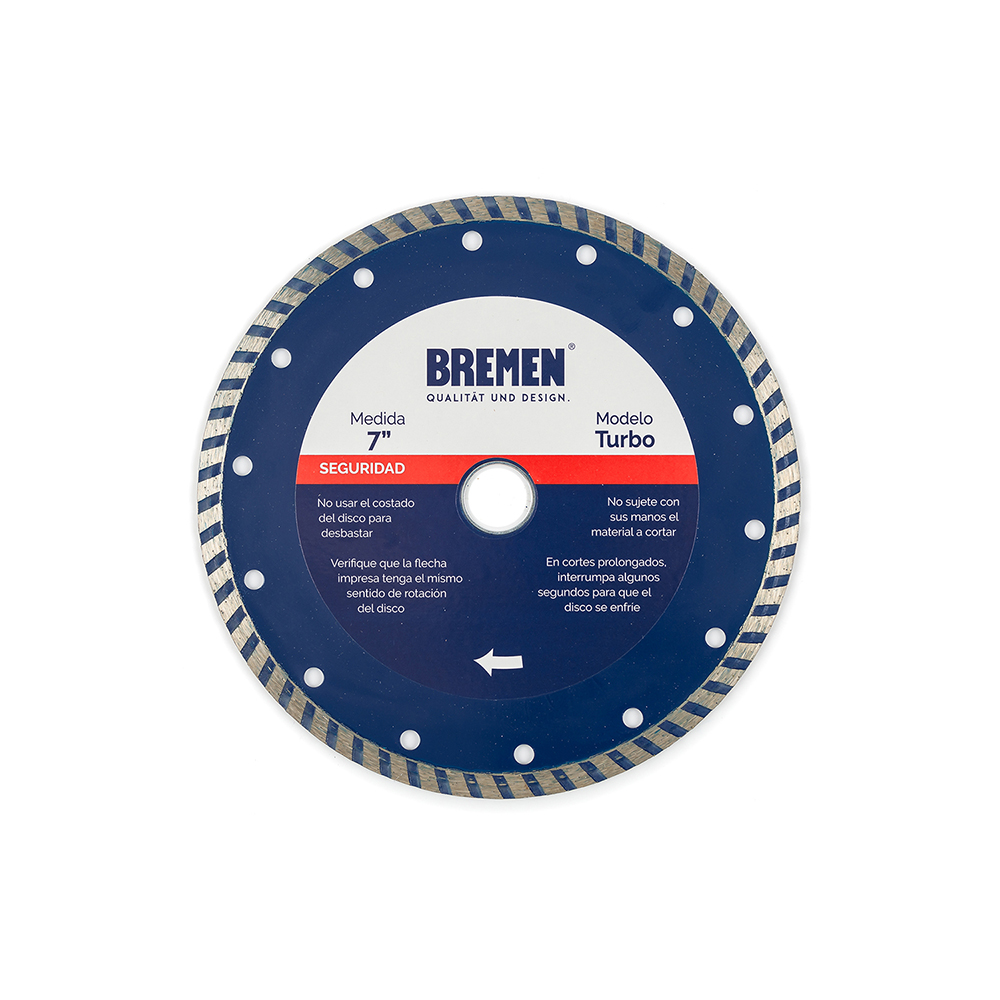 BREMEN®
QUALITÄT UND DESIGN.
Medida
7”
Modelo
Turbo
SEGURIDAD
No usar el costado
del disco para
desbastar
No sujete con
sus manos el
material a cortar
Verifique que la flecha
impresa tenga el mismo
sentido de rotación
del disco
En cortes prolongados,
interrumpa algunos
segundos para que el
disco se enfrie